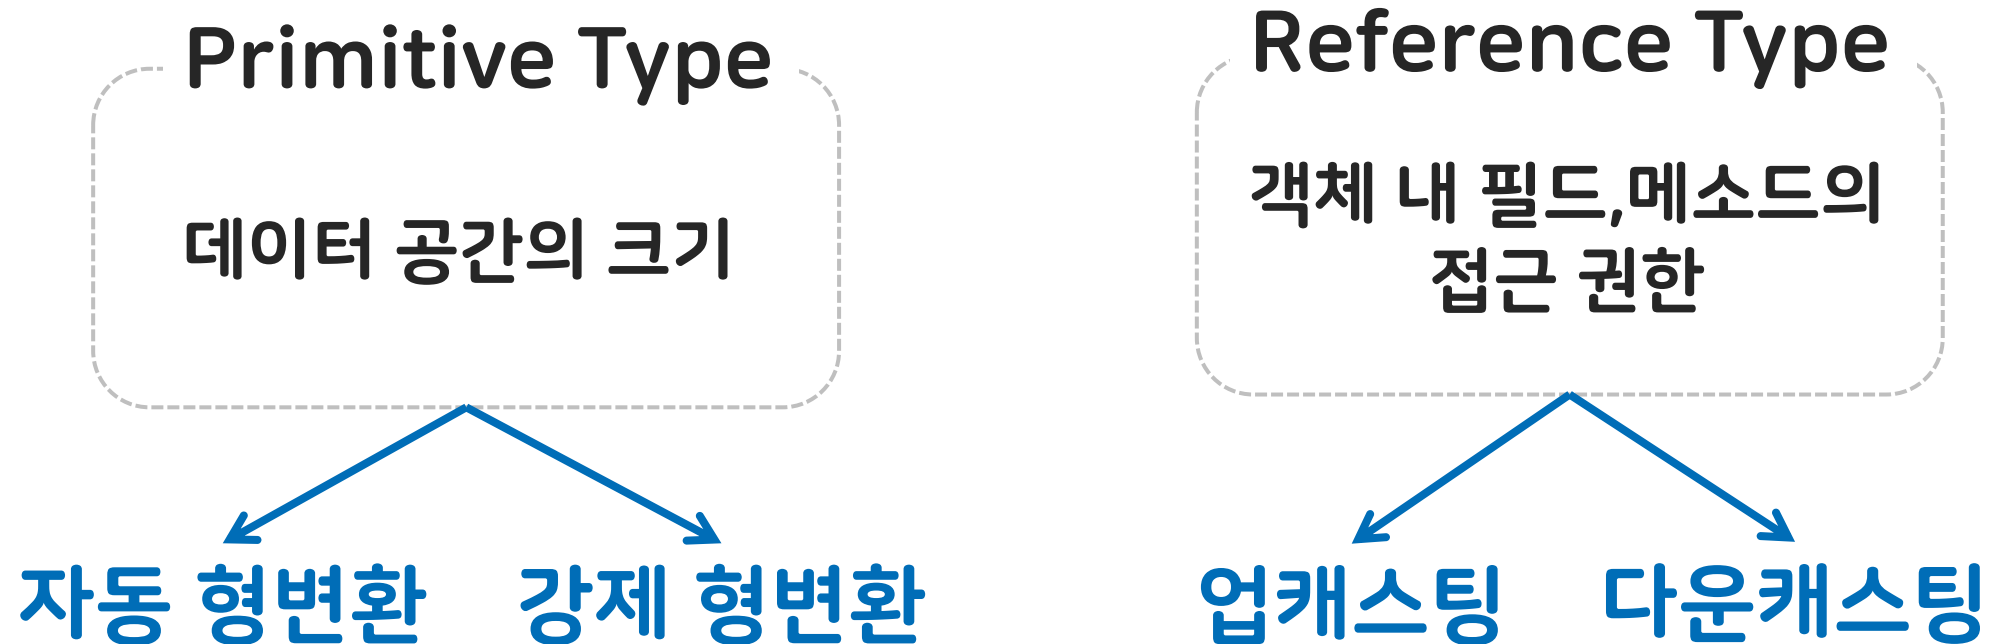 Primitive Type
데이터 공간의 크기
자동 형변환
강제 형변환
Reference Type
객체 내 필드,메소드의
접근 권한
업캐스팅
다운캐스팅